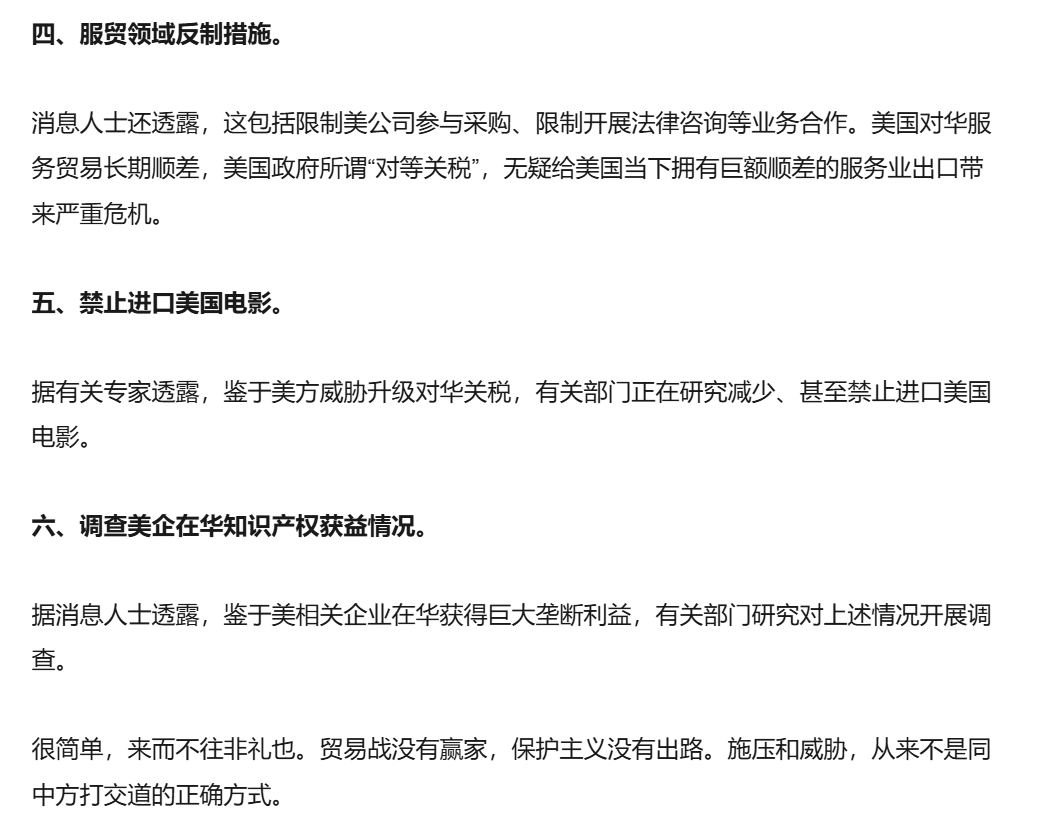 四、服贸领域反制措施。
消息人士还透露，这包括限制美公司参与采购、限制开展法律咨询等业务合作。美国对华服
务贸易长期顺差，美国政府所谓“对等关税”，无疑给美国当下拥有巨额顺差的服务业出口带
来严重危机。
五、禁止进口美国电影。
据有关专家透露，鉴于美方威胁升级对华关税，有关部门正在研究减少、甚至禁止进口美国
电影。
六、调查美企在华知识产权获益情况。
据消息人士透露，鉴于美相关企业在华获得巨大垄断利益，有关部门研究对上述情况开展调
查。
很简单，来而不往非礼也。贸易战没有赢家，保护主义没有出路。施压和威胁，从来不是同
中方打交道的正确方式。